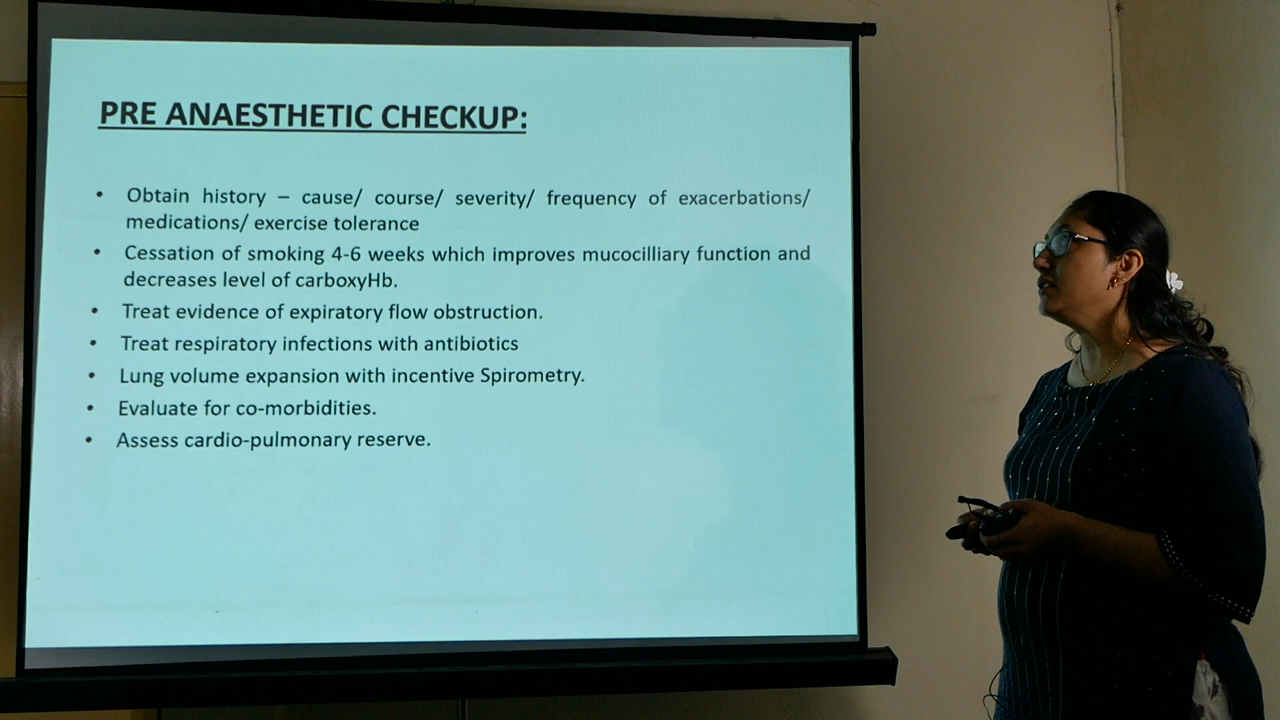 PRE ANAESTHETIC CHECKUP:
• Obtain history – cause/ course/ severity/ frequency of exacerbations/
medications/ exercise tolerance
• Cessation of smoking 4-6 weeks which improves mucocilliary function and
decreases level of carboxyHb.
• Treat evidence of expiratory flow obstruction.
• Treat respiratory infections with antibiotics
• Lung volume expansion with incentive Spirometry.
• Evaluate for co-morbidities.
• Assess cardio-pulmonary reserve.